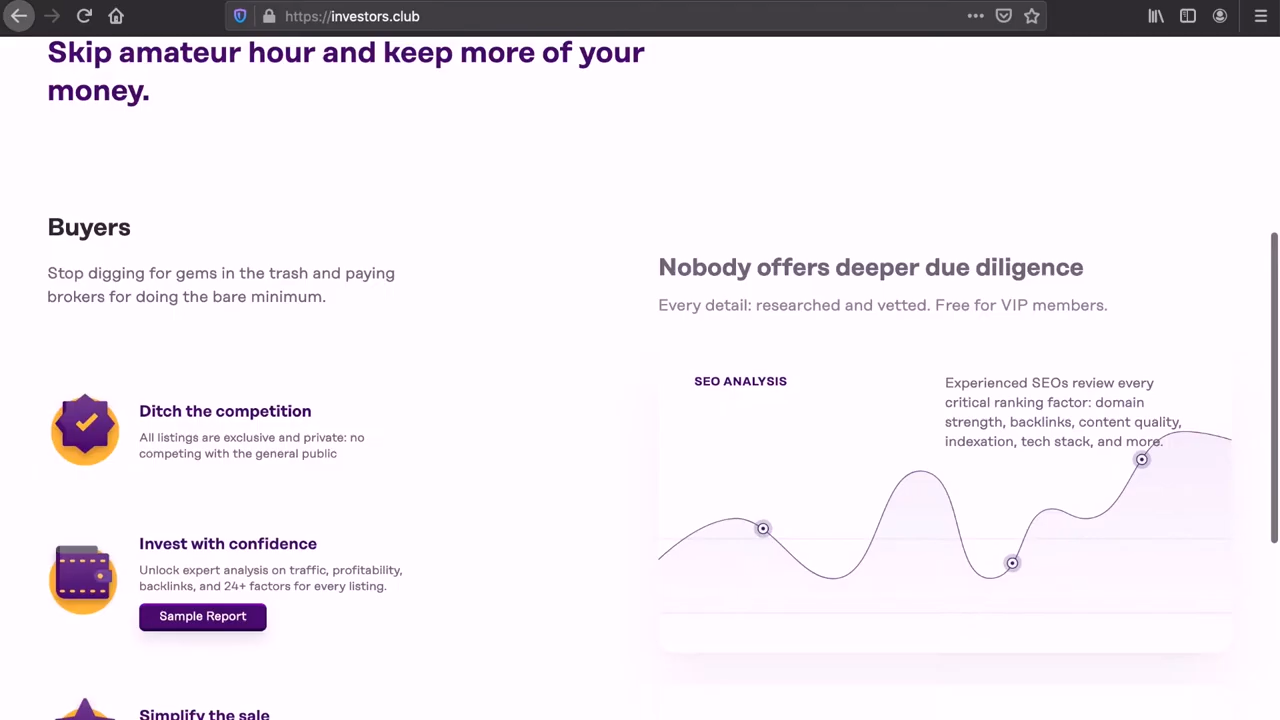 https://investors.club
Skip amateur hour and keep more of your
money.
Buyers
Stop digging for gems in the trash and paying
brokers for doing the bare minimum.
Ditch the competition
All listings are exclusive and private: no
competing with the general public
Invest with confidence
Unlock expert analysis on traffic, profitability,
backlinks, and 24+ factors for every listing.
Sample Report
Simplify the sale
Nobody offers deeper due diligence
Every detail: researched and vetted. Free for VIP members.
SEO ANALYSIS
Experienced SEOs review every
critical ranking factor: domain
strength, backlinks, content quality,
indexation, tech stack, and more.